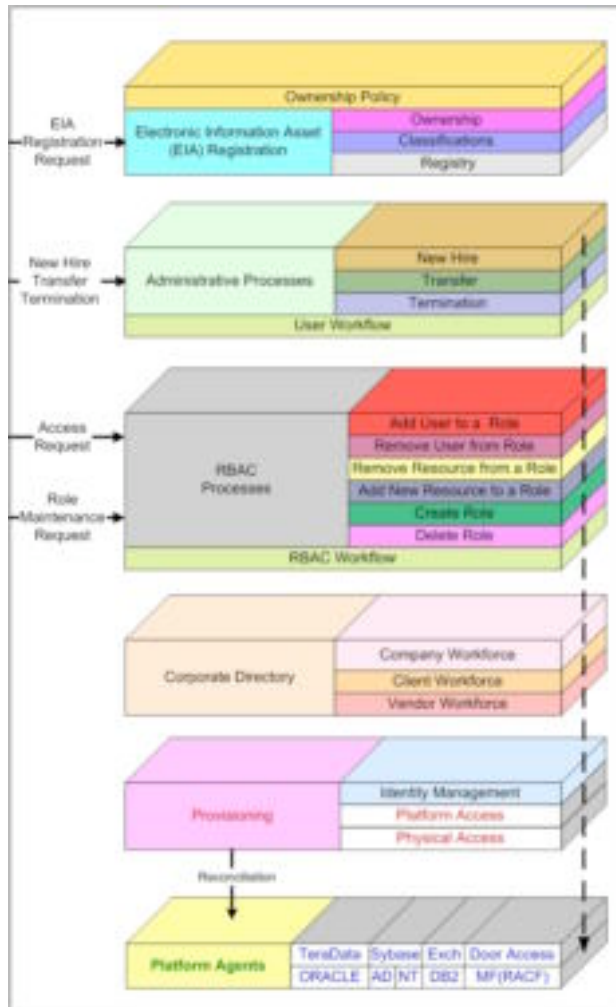 Ownership Policy
EIA
Registration
Request
Electronic Information Asset
(EIA) Registration
Ownership
Classifications
Registry
New Hire
Transfer
Termination
Administrative Processes
New Hire
Transfer
Termination
User Workflow
Access
Request
Role
Maintenance
Request
RBAC
Processes
Add User to a Role
Remove User from Role
Remove Resource from a Role
Add New Resource to a Role
Create Role
Delete Role
RBAC Workflow
Corporate Directory
Company Workforce
Client Workforce
Vendor Workforce
Provisioning
Identity Management
Platform Access
Physical Access
Reconciliation
Platform Agents
TeraData Sybase Exch Door Access
ORACLE AD NT DB2 MF(RACF)